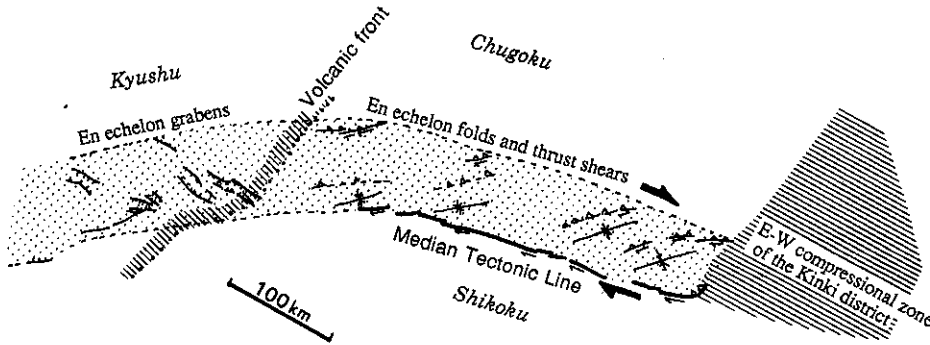 Kyushu
Chugoku
Volcanic front
En echelon grabens
En echelon folds and thrust shears
Median Tectonic Line
Shikoku
100km
E-W compressional zone
of the Kinki district